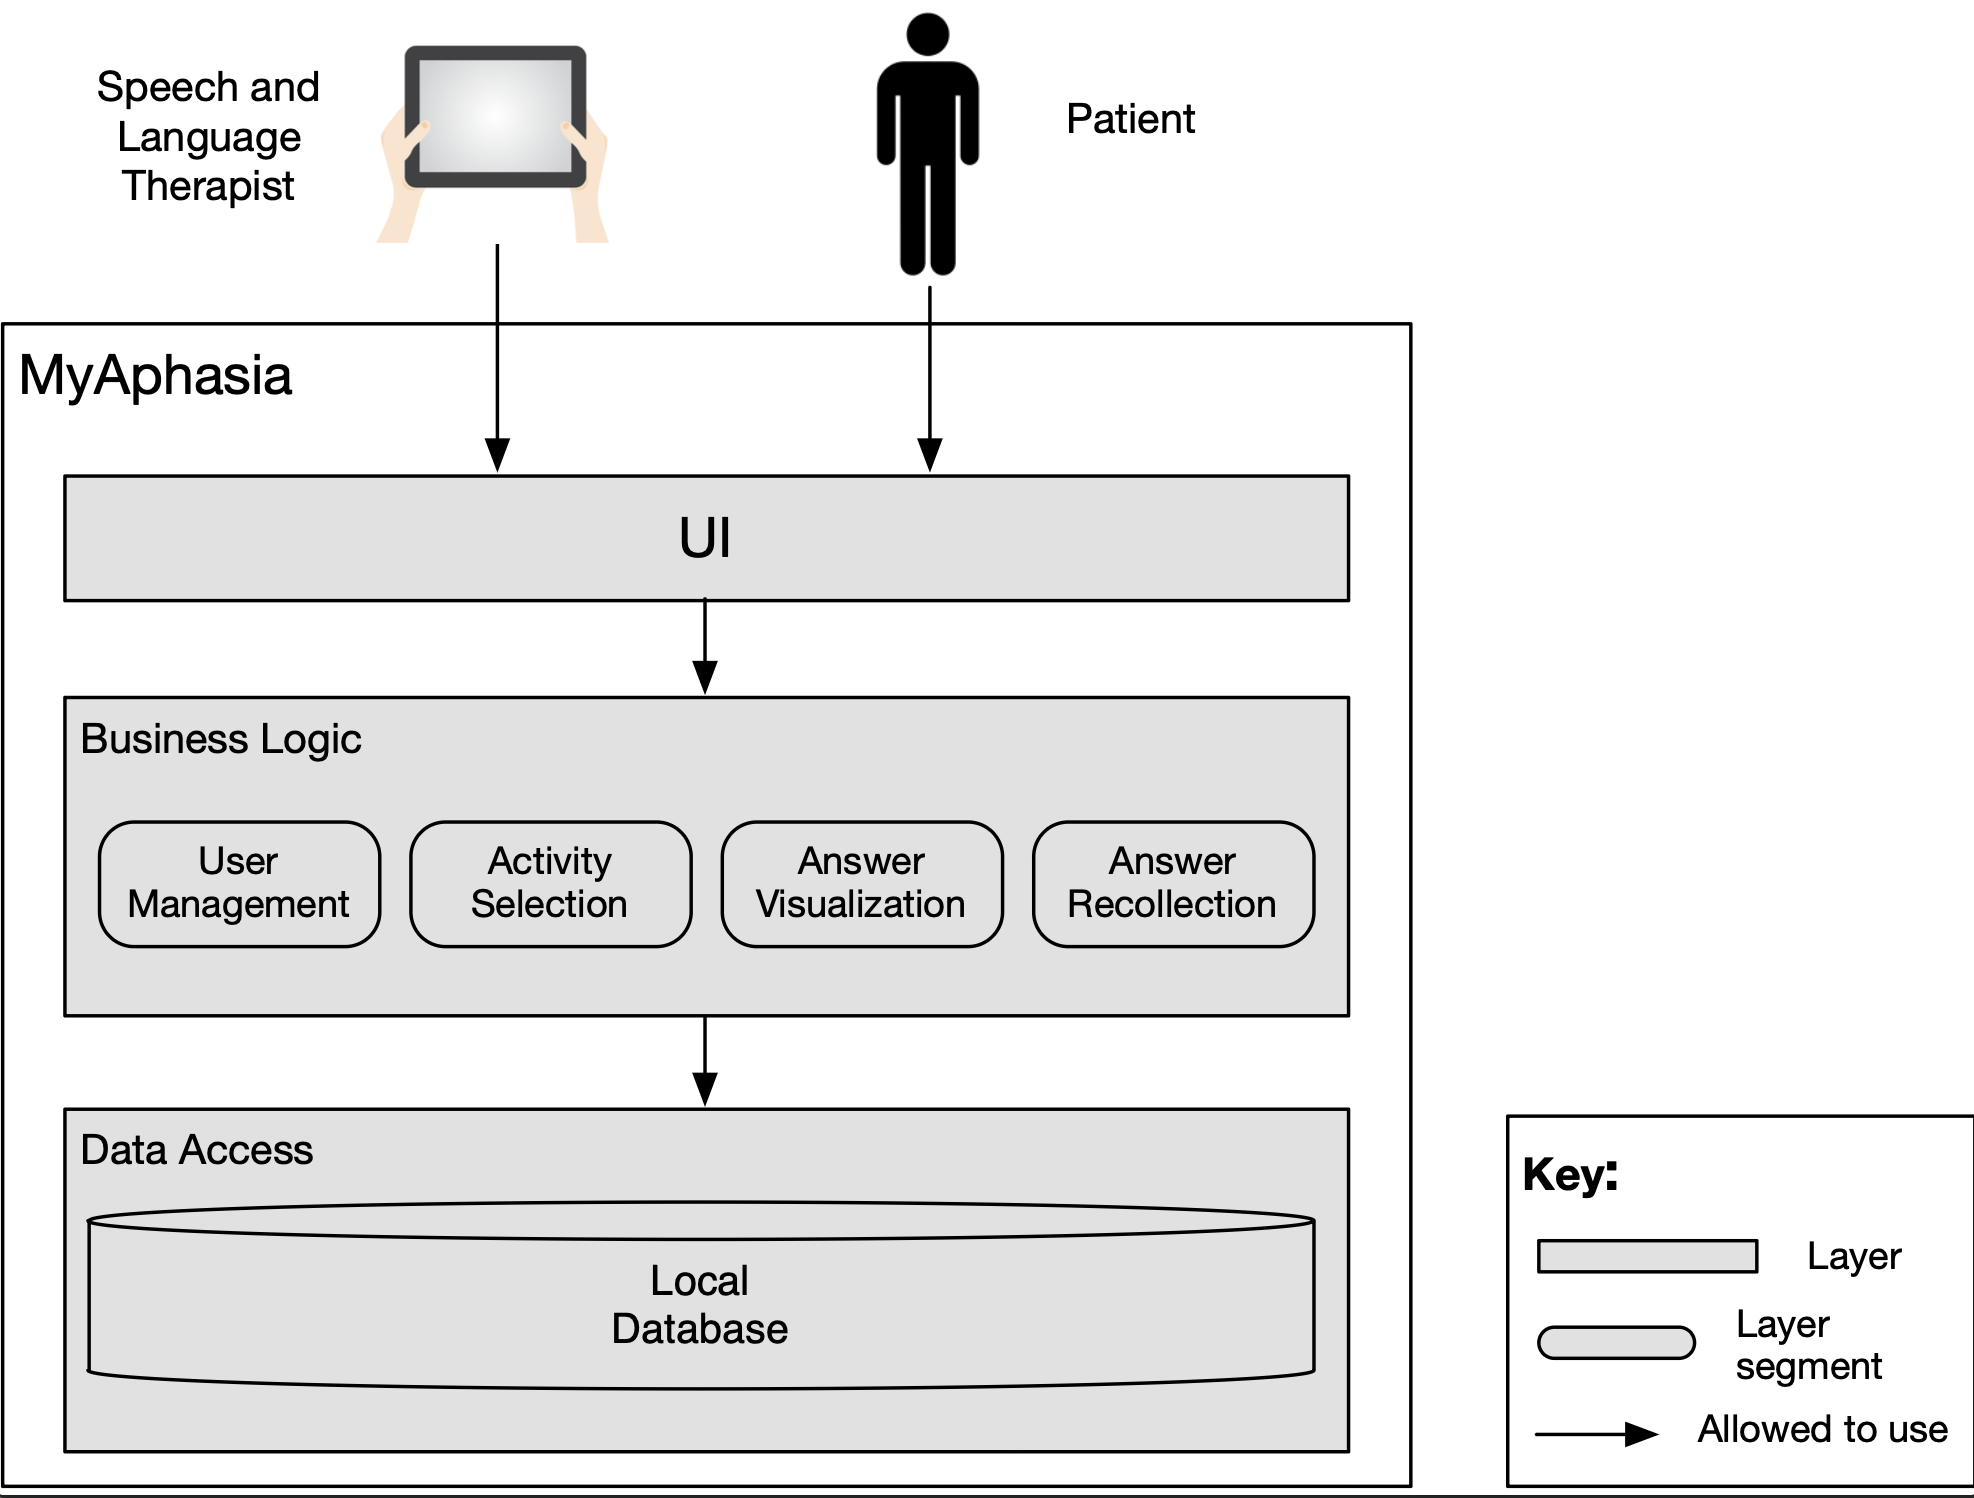 Speech and
Language
Therapist
Patient
MyAphasia
UI
Business Logic
User
Management
Activity
Selection
Answer
Visualization
Answer
Recollection
Data Access
Local
Database
Key:
Layer
Layer
segment
Allowed to use